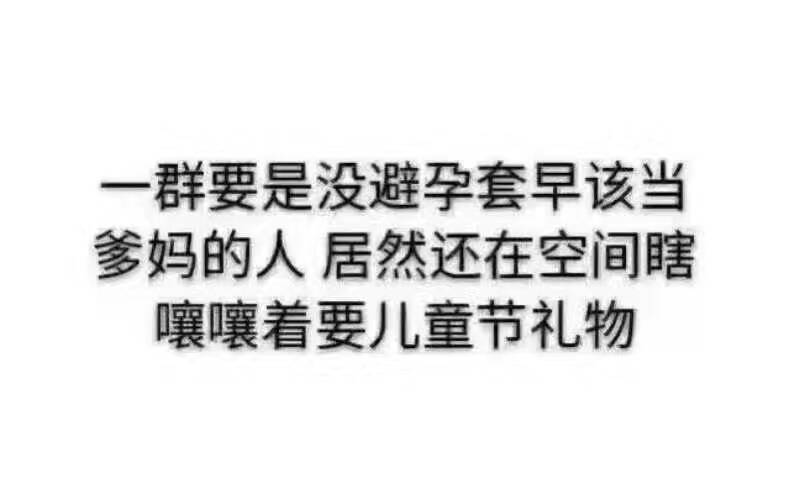 一群要是没避孕套早该当
爹妈的人 居然还在空间瞎
嚷嚷着要儿童节礼物